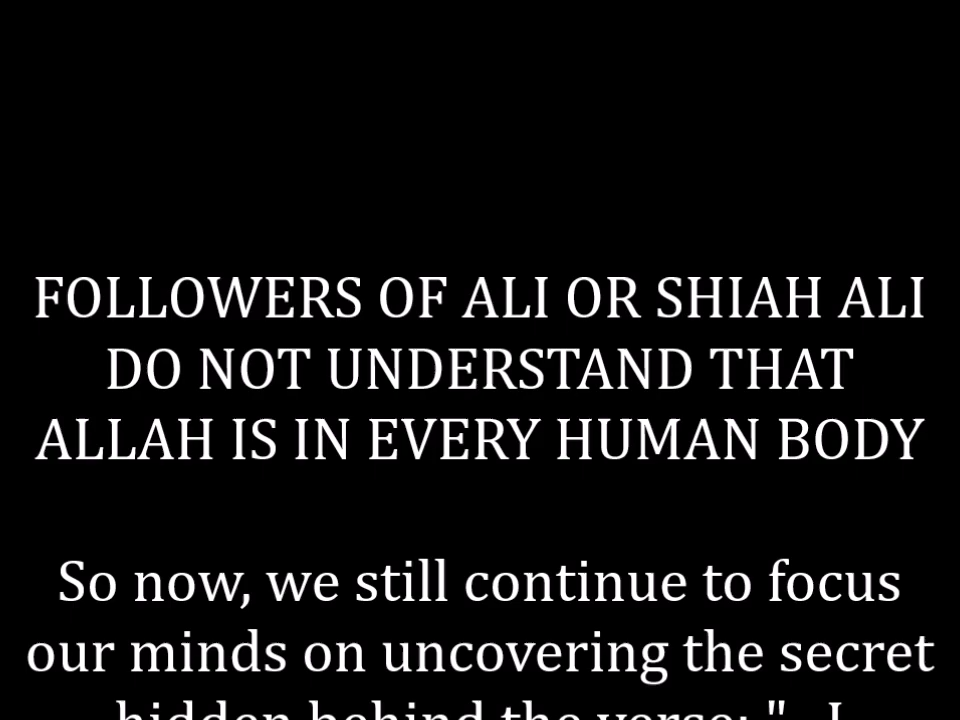 FOLLOWERS OF ALI OR SHIAH ALI
DO NOT UNDERSTAND THAT
ALLAH IS IN EVERY HUMAN BODY
So now, we still continue to focus
our minds on uncovering the secret
hidden behind the verse: "